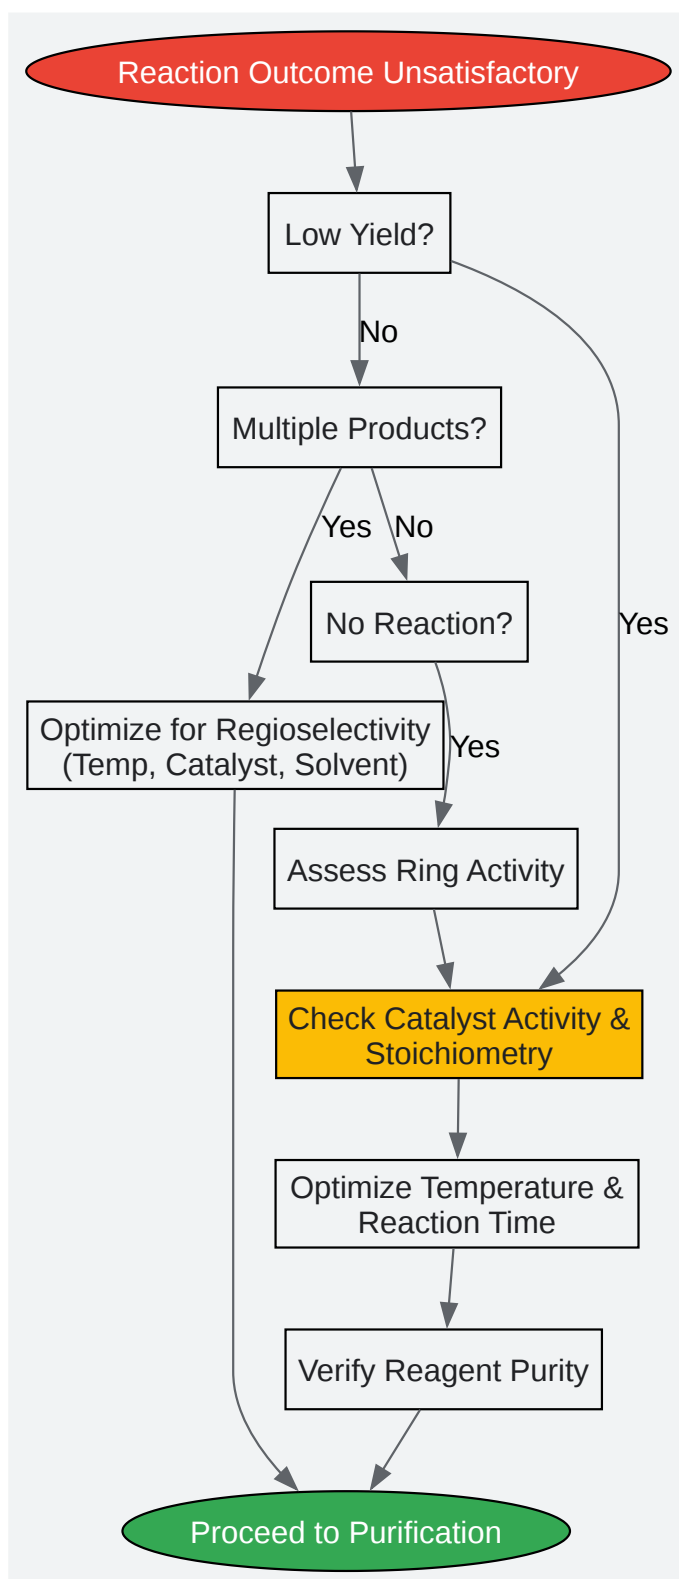 Reaction Outcome Unsatisfactory
Low Yield?
No
Multiple Products?
Yes
No
No Reaction?
Yes
Optimize for Regioselectivity
(Temp, Catalyst, Solvent)
Yes
Assess Ring Activity
Check Catalyst Activity &
Stoichiometry
Optimize Temperature &
Reaction Time
Verify Reagent Purity
Proceed to Purification